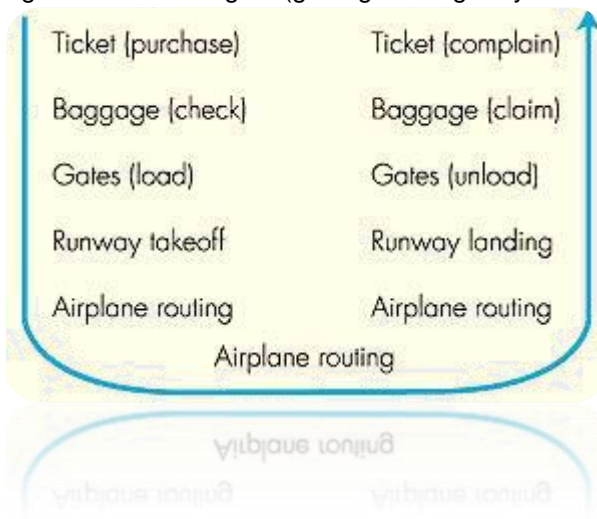 Ticket (purchase) Ticket (complain)
Baggage (check) Baggage (claim)
Gates (load) Gates (unload)
Runway takeoff Runway landing
Airplane routing Airplane routing
Airplane routing